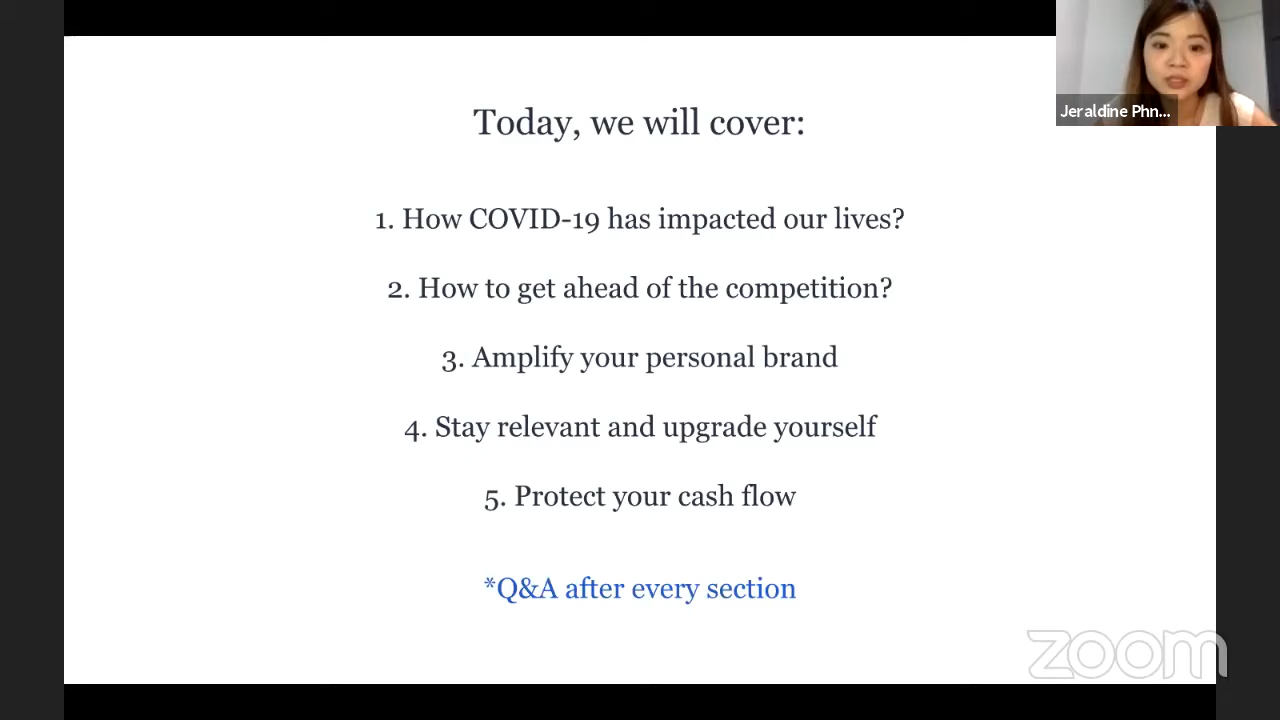 Today, we will cover:
Jeraldine Phn...
1. How COVID-19 has impacted our lives?
2. How to get ahead of the competition?
3. Amplify your personal brand
4. Stay relevant and upgrade yourself
5. Protect your cash flow
*Q&A after every section
zoom